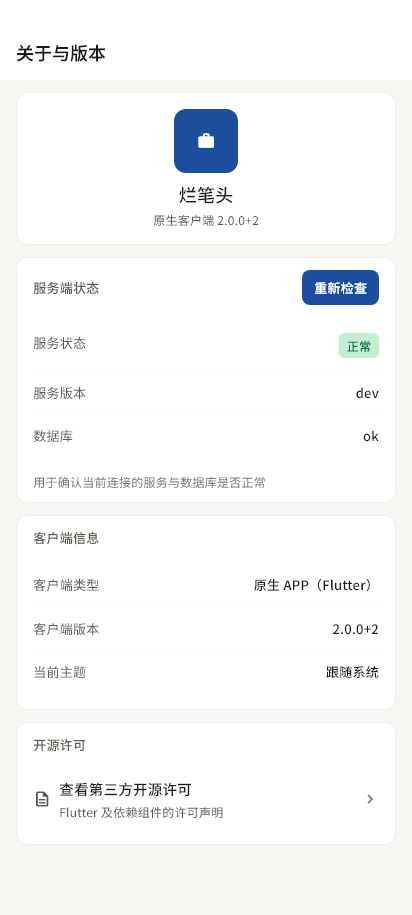 关于与版本
烂笔头
原生客户端 2.0.0+2
服务端状态
重新检查
服务状态
正常
服务版本
dev
数据库
ok
用于确认当前连接的服务与数据库是否正常
客户端信息
客户端类型
原生 APP（Flutter）
客户端版本
2.0.0+2
当前主题
跟随系统
开源许可
查看第三方开源许可
Flutter 及依赖组件的许可声明